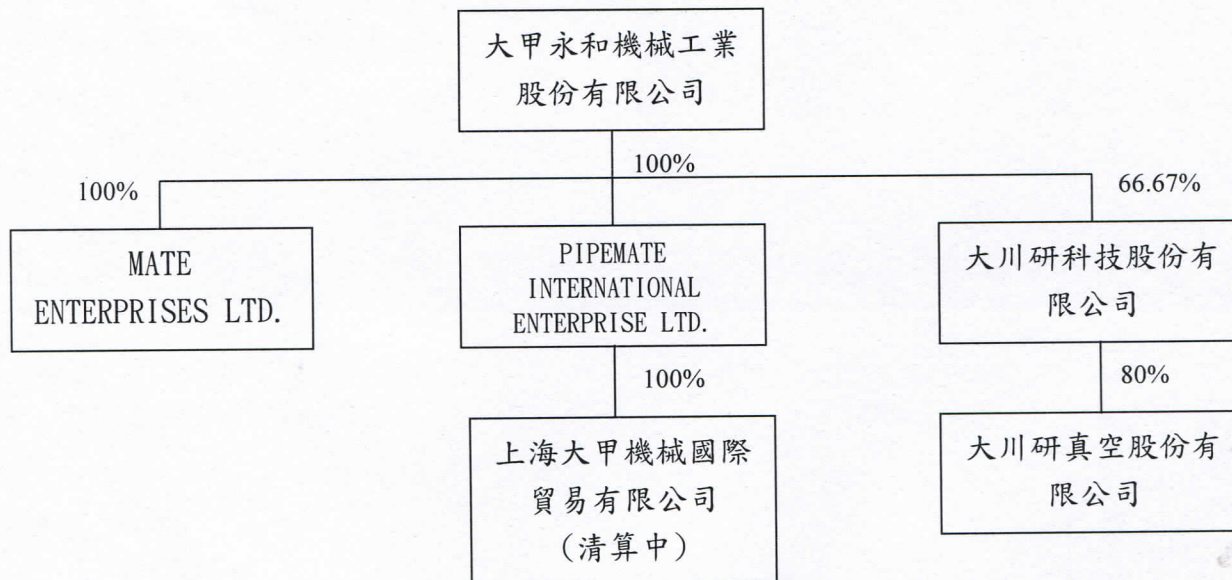 大甲永和機械工業
股份有限公司
100%
100%
66.67%
MATE
ENTERPRISES LTD.
PIPEMATE
INTERNATIONAL
ENTERPRISE LTD.
大川研科技股份有
限公司
100%
80%
上海大甲機械國際
貿易有限公司
(清算中)
大川研真空股份有
限公司